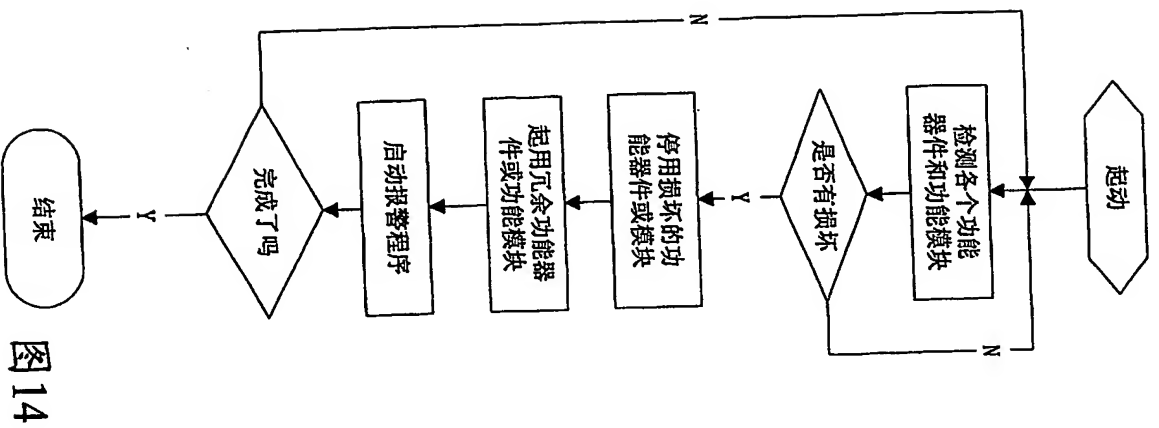 起动
检测各个功能
器件和功能模块
是否有损坏
N
Y
停用损坏的功
能器件或模块
起用冗余功能器
件或功能模块
启动报警程序
完成了吗
N
Y
结束
图14